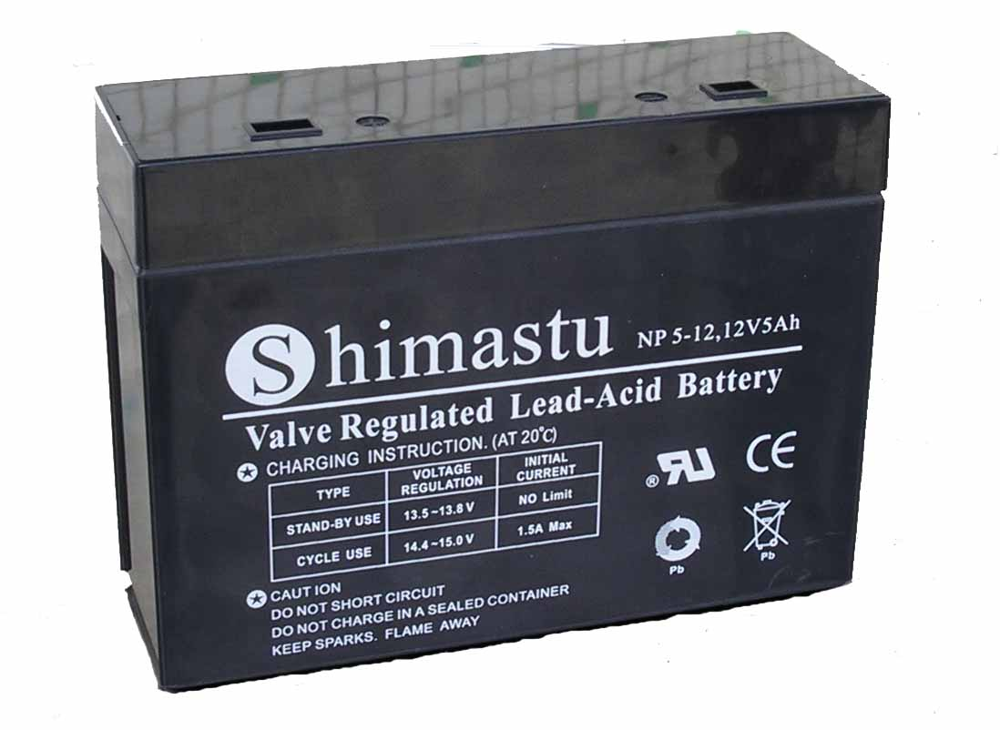 Shimastu NP 5-12,12V5Ah
Valve Regulated Lead-Acid Battery
CHARGING INSTRUCTION. (AT 20℃)
TYPE VOLTAGE REGULATION INITIAL CURRENT
STAND-BY USE 13.5~13.8 V NO Limit
CYCLE USE 14.4~15.0 V 1.5A Max
CAUT ION
DO NOT SHORT CIRCUIT
DO NOT CHARGE IN A SEALED CONTAINER
KEEP SPARKS. FLAME AWAY
® RU CE
Pb Pb